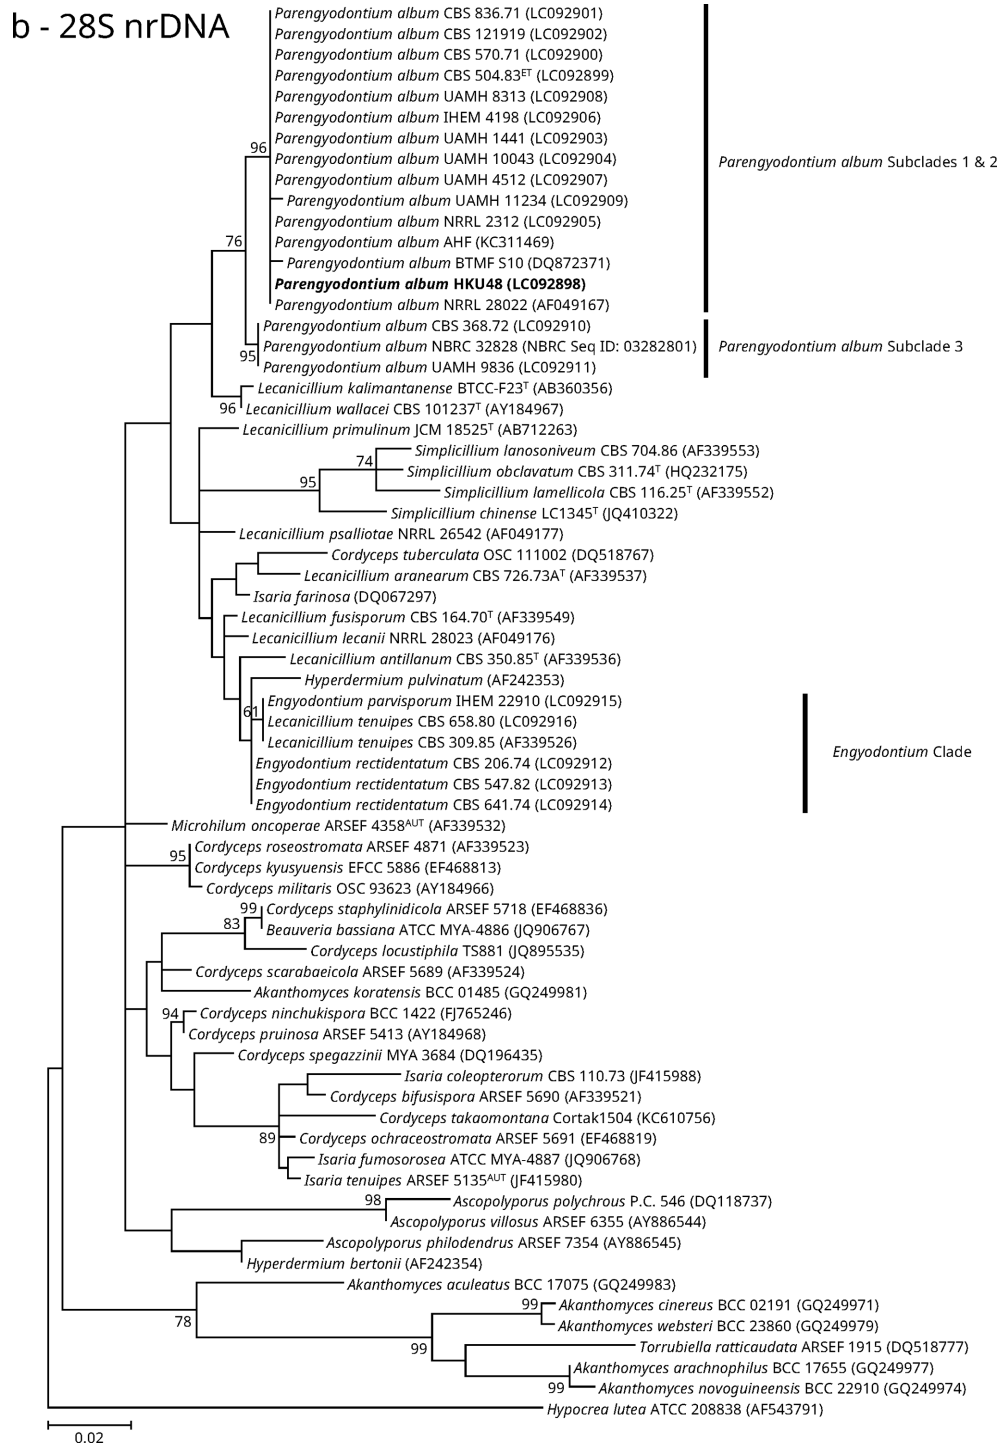 b - 28S nrDNA
Parengyodontium album CBS 836.71 (LC092901)
Parengyodontium album CBS 121919 (LC092902)
Parengyodontium album CBS 570.71 (LC092900)
Parengyodontium album CBS 504.83ET (LC092899)
Parengyodontium album UAMH 8313 (LC092908)
Parengyodontium album IHEM 4198 (LC092906)
Parengyodontium album UAMH 1441 (LC092903)
96
Parengyodontium album UAMH 10043 (LC092904)
Parengyodontium album Subclades 1 & 2
Parengyodontium album UAMH 4512 (LC092907)
Parengyodontium album UAMH 11234 (LC092909)
Parengyodontium album NRRL 2312 (LC092905)
76
Parengyodontium album AHF (KC311469)
Parengyodontium album BTMF S10 (DQ872371)
Parengyodontium album HKU48 (LC092898)
Parengyodontium album NRRL 28022 (AF049167)
Parengyodontium album CBS 368.72 (LC092910)
Parengyodontium album NBRC 32828 (NBRC Seq ID: 03282801)
Parengyodontium album Subclade 3
95
Parengyodontium album UAMH 9836 (LC092911)
Lecanicillium kalimantanense BTCC-F23T (AB360356)
96
Lecanicillium wallacei CBS 101237T (AY184967)
Lecanicillium primulinum JCM 18525T (AB712263)
Simplicillium lanosoniveum CBS 704.86 (AF339553)
74
Simplicillium obclavatum CBS 311.74T (HQ232175)
95
Simplicillium lamellicola CBS 116.25T (AF339552)
Simplicillium chinense LC1345T (JQ410322)
Lecanicillium psalliotae NRRL 26542 (AF049177)
Cordyceps tuberculata OSC 111002 (DQ518767)
Lecanicillium aranearum CBS 726.73AT (AF339537)
Isaria farinosa (DQ067297)
Lecanicillium fusisporum CBS 164.70T (AF339549)
Lecanicillium lecanii NRRL 28023 (AF049176)
Lecanicillium antillanum CBS 350.85T (AF339536)
Hyperdermium pulvinatum (AF242353)
Engyodontium parvisporum IHEM 22910 (LC092915)
61
Lecanicillium tenuipes CBS 658.80 (LC092916)
Lecanicillium tenuipes CBS 309.85 (AF339526)
Engyodontium Clade
Engyodontium rectidentatum CBS 206.74 (LC092912)
Engyodontium rectidentatum CBS 547.82 (LC092913)
Engyodontium rectidentatum CBS 641.74 (LC092914)
Microhilum oncoperae ARSEF 4358AUT (AF339532)
Cordyceps roseostromata ARSEF 4871 (AF339523)
95
Cordyceps kyusyuensis EFCC 5886 (EF468813)
Cordyceps militaris OSC 93623 (AY184966)
99
Cordyceps staphylinidicola ARSEF 5718 (EF468836)
83
Beauveria bassiana ATCC MYA-4886 (JQ906767)
Cordyceps locustiphila TS881 (JQ895535)
Cordyceps scarabaeicola ARSEF 5689 (AF339524)
Akanthomyces koratensis BCC 01485 (GQ249981)
94
Cordyceps ninchukispora BCC 1422 (FJ765246)
Cordyceps pruinosa ARSEF 5413 (AY184968)
Cordyceps spegazzinii MYA 3684 (DQ196435)
Isaria coleopterorum CBS 110.73 (JF415988)
Cordyceps bifusispora ARSEF 5690 (AF339521)
Cordyceps takaomontana Cortak1504 (KC610756)
89
Cordyceps ochraceostromata ARSEF 5691 (EF468819)
Isaria fumosorosea ATCC MYA-4887 (JQ906768)
Isaria tenuipes ARSEF 5135AUT (JF415980)
98
Ascopolyporus polychrous P.C. 546 (DQ118737)
Ascopolyporus villosus ARSEF 6355 (AY886544)
Ascopolyporus philodendrus ARSEF 7354 (AY886545)
Hyperdermium bertonii (AF242354)
Akanthomyces aculeatus BCC 17075 (GQ249983)
78
99
Akanthomyces cinereus BCC 02191 (GQ249971)
Akanthomyces websteri BCC 23860 (GQ249979)
99
Torrubiella ratticaudata ARSEF 1915 (DQ518777)
Akanthomyces arachnophilus BCC 17655 (GQ249977)
99
Akanthomyces novoguineensis BCC 22910 (GQ249974)
Hypocrea lutea ATCC 208838 (AF543791)
0.02